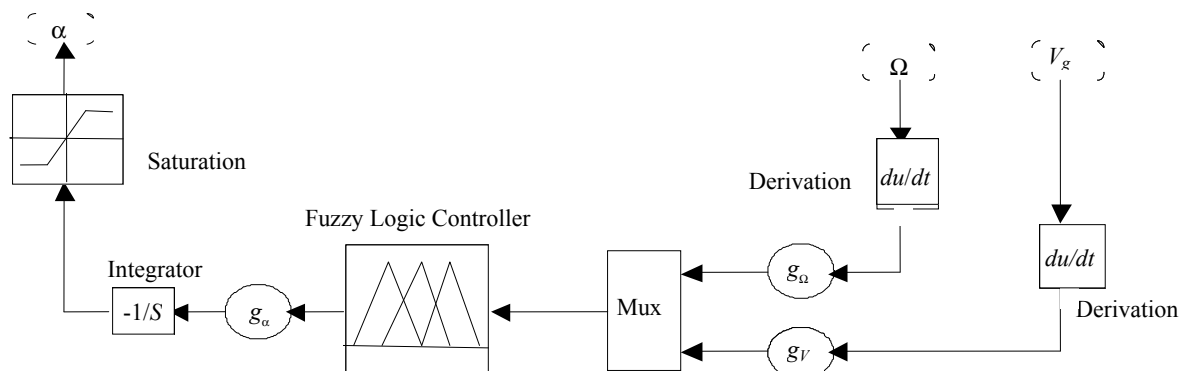 α
Ω
V_g
Saturation
Derivation
du/dt
Fuzzy Logic Controller
Integrator
du/dt
g_Ω
-1/S
g_α
Mux
Derivation
g_V